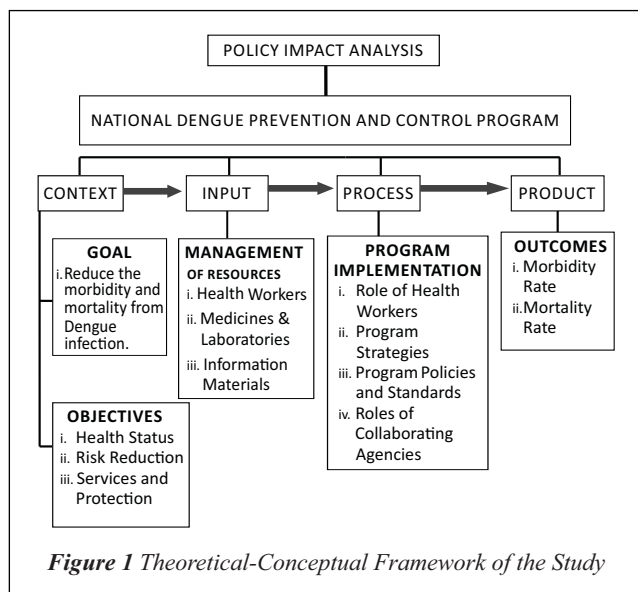 POLICY IMPACT ANALYSIS
NATIONAL DENGUE PREVENTION AND CONTROL PROGRAM
CONTEXT
INPUT
PROCESS
PRODUCT
GOAL
i. Reduce the
morbidity and
mortality from
Dengue
infection.
OBJECTIVES
i. Health Status
ii. Risk Reduction
iii. Services and
Protection
MANAGEMENT
OF RESOURCES
i. Health Workers
ii. Medicines &
Laboratories
iii. Information
Materials
PROGRAM
IMPLEMENTATION
i. Role of Health
Workers
ii. Program
Strategies
iii. Program Policies
and Standards
iv. Roles of
Collaborating
Agencies
OUTCOMES
i. Morbidity
Rate
ii. Mortality
Rate
Figure 1 Theoretical-Conceptual Framework of the Study